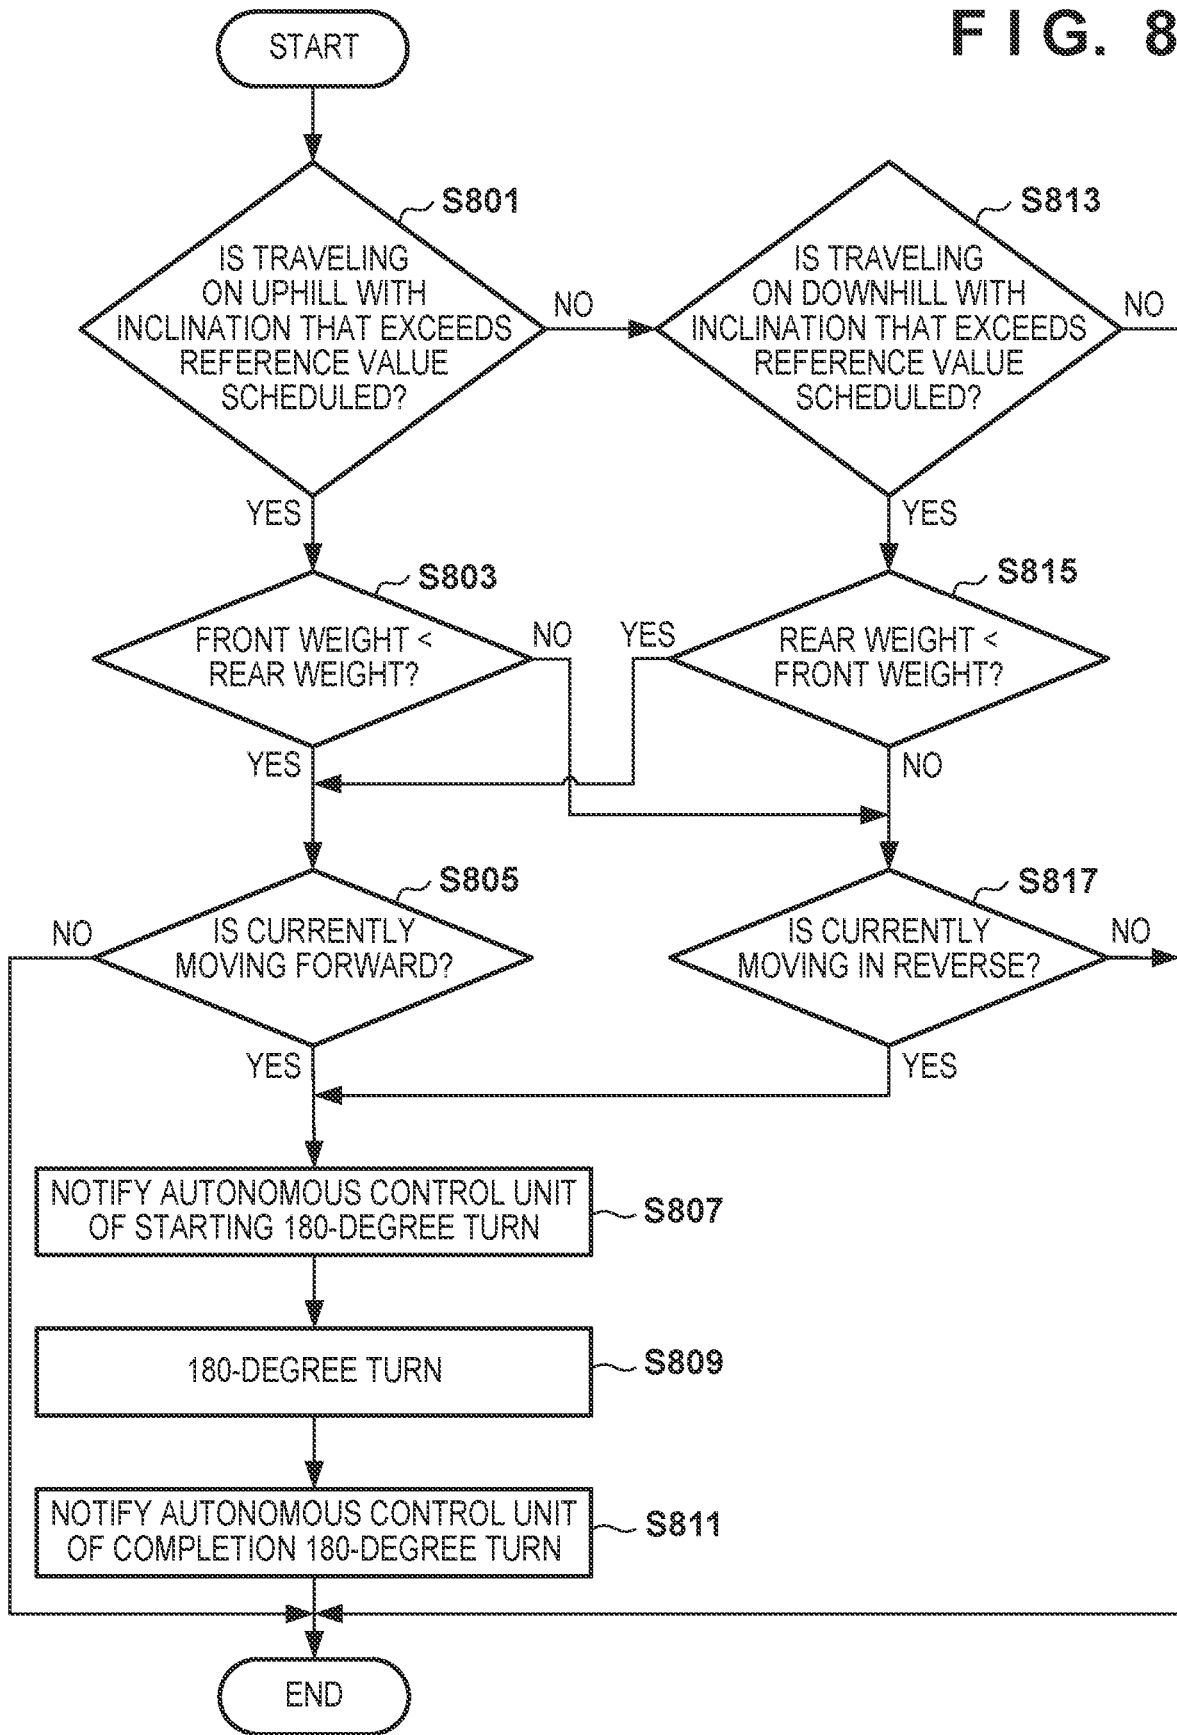 FIG. 8
START
S801
IS TRAVELING
ON UPHILL WITH
INCLINATION THAT EXCEEDS
REFERENCE VALUE
SCHEDULED?
NO
YES
S813
IS TRAVELING
ON DOWNHILL WITH
INCLINATION THAT EXCEEDS
REFERENCE VALUE
SCHEDULED?
NO
YES
S803
FRONT WEIGHT <
REAR WEIGHT?
NO
YES
S815
YES
REAR WEIGHT <
FRONT WEIGHT?
NO
S805
NO
IS CURRENTLY
MOVING FORWARD?
YES
S817
IS CURRENTLY
MOVING IN REVERSE?
NO
YES
NOTIFY AUTONOMOUS CONTROL UNIT
OF STARTING 180-DEGREE TURN
S807
180-DEGREE TURN
S809
NOTIFY AUTONOMOUS CONTROL UNIT
OF COMPLETION 180-DEGREE TURN
S811
END